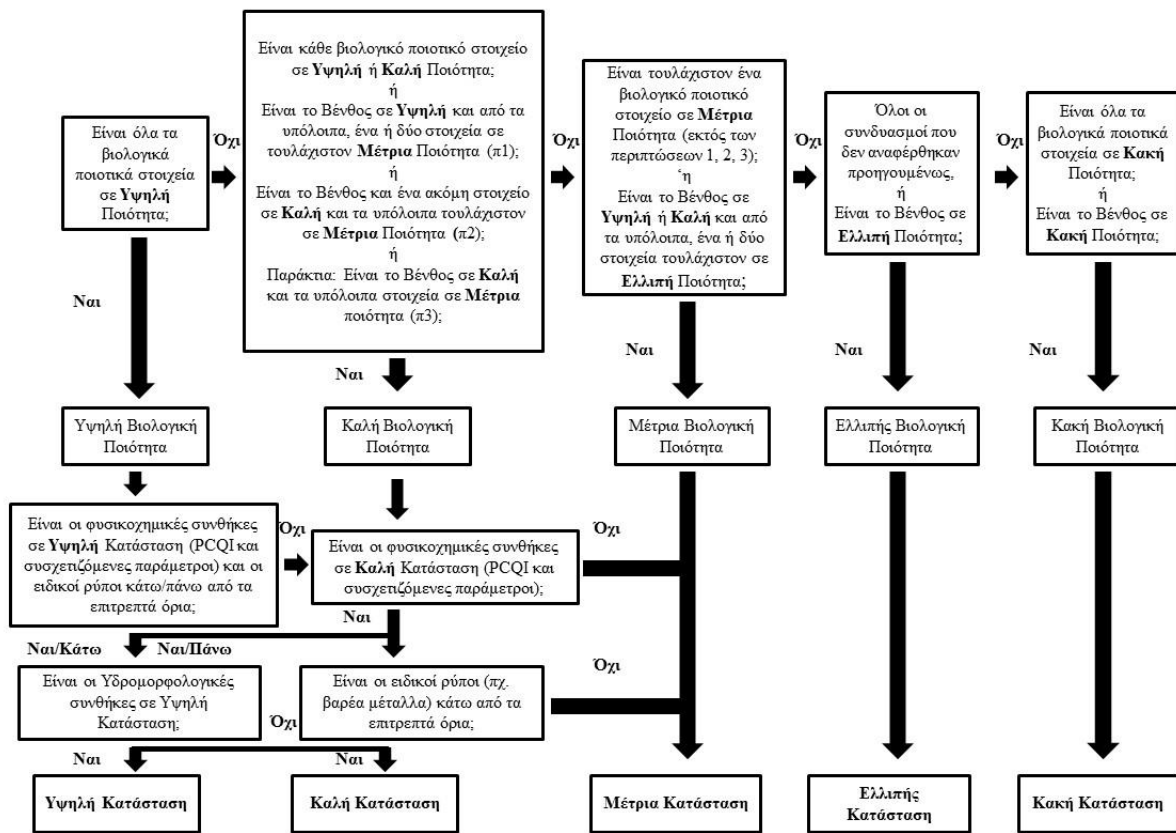 Είναι όλα τα
βιολογικά
ποιοτικά στοιχεία
σε Υψηλή
Ποιότητα;
Όχι
Είναι κάθε βιολογικό ποιοτικό στοιχείο
σε Υψηλή ή Καλή Ποιότητα;
ή
Είναι το Βένθος σε Υψηλή και από τα
υπόλοιπα, ένα ή δύο στοιχεία σε
τουλάχιστον Μέτρια Ποιότητα (π1);
ή
Είναι το Βένθος και ένα ακόμη στοιχείο
σε Καλή και τα υπόλοιπα τουλάχιστον
σε Μέτρια Ποιότητα (π2);
ή
Παράκτια: Είναι το Βένθος σε Καλή
και τα υπόλοιπα στοιχεία σε Μέτρια
ποιότητα (π3);
Όχι
Είναι τουλάχιστον ένα
βιολογικό ποιοτικό
στοιχείο σε Μέτρια
Ποιότητα (εκτός των
περιπτώσεων 1, 2, 3);
‘η
Είναι το Βένθος σε
Υψηλή ή Καλή και από
τα υπόλοιπα, ένα ή δύο
στοιχεία τουλάχιστον σε
Ελλιπή Ποιότητα;
Όχι
Όλοι οι
συνδυασμοί που
δεν αναφέρθηκαν
προηγουμένως,
ή
Είναι το Βένθος σε
Ελλιπή Ποιότητα;
Όχι
Είναι όλα τα
βιολογικά ποιοτικά
στοιχεία σε Κακή
Ποιότητα;
ή
Είναι το Βένθος σε
Κακή Ποιότητα;
Ναι
Ναι
Ναι
Ναι
Ναι
Υψηλή Βιολογική
Ποιότητα
Καλή Βιολογική
Ποιότητα
Μέτρια Βιολογική
Ποιότητα
Ελλιπής Βιολογική
Ποιότητα
Κακή Βιολογική
Ποιότητα
Είναι οι φυσικοχημικές συνθήκες
σε Υψηλή Κατάσταση (PCQI και
συσχετιζόμενες παράμετροι) και οι
ειδικοί ρύποι κάτω/πάνω από τα
επιτρεπτά όρια;
Όχι
Είναι οι φυσικοχημικές συνθήκες
σε Καλή Κατάσταση (PCQI και
συσχετιζόμενες παράμετροι);
Όχι
Ναι
Ναι/Κάτω
Ναι/Πάνω
Είναι οι Υδρομορφολογικές
συνθήκες σε Υψηλή
Κατάσταση;
Όχι
Είναι οι ειδικοί ρύποι (πχ.
βαρέα μέταλλα) κάτω από τα
επιτρεπτά όρια;
Όχι
Ναι
Ναι
Υψηλή Κατάσταση
Καλή Κατάσταση
Μέτρια Κατάσταση
Ελλιπής
Κατάσταση
Κακή Κατάσταση